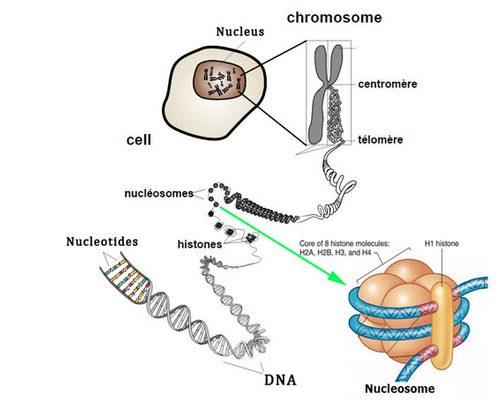 chromosome
Nucleus
centromère
cell
télomère
nucléosomes
Nucleotides
histones
Core of 8 histone molecules:
H2A, H2B, H3, and H4
H1 histone
DNA
Nucleosome